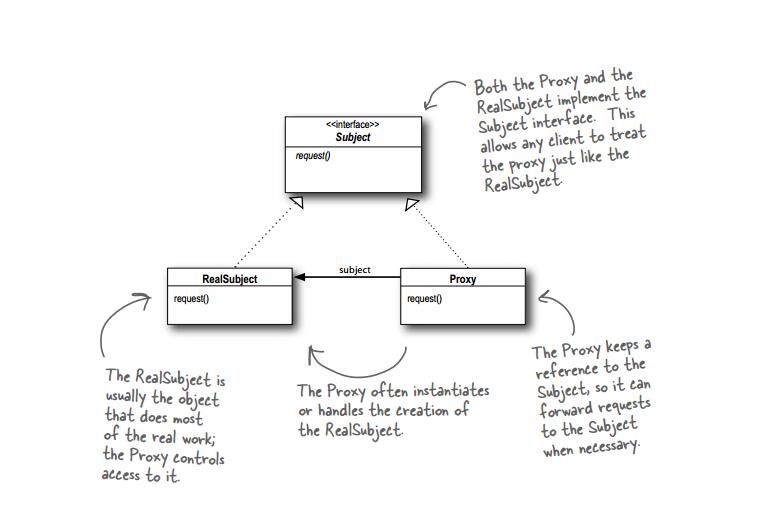 Both the Proxy and the
RealSubject implement the
Subject interface. This
allows any client to treat
the proxy just like the
RealSubject.
<<interface>>
Subject
request()
RealSubject
request()
subject
Proxy
request()
The RealSubject is
usually the object
that does most
of the real work;
the Proxy controls
access to it.
The Proxy often instantiates
or handles the creation of
the RealSubject.
The Proxy keeps a
reference to the
Subject, so it can
forward requests
to the Subject
when necessary.